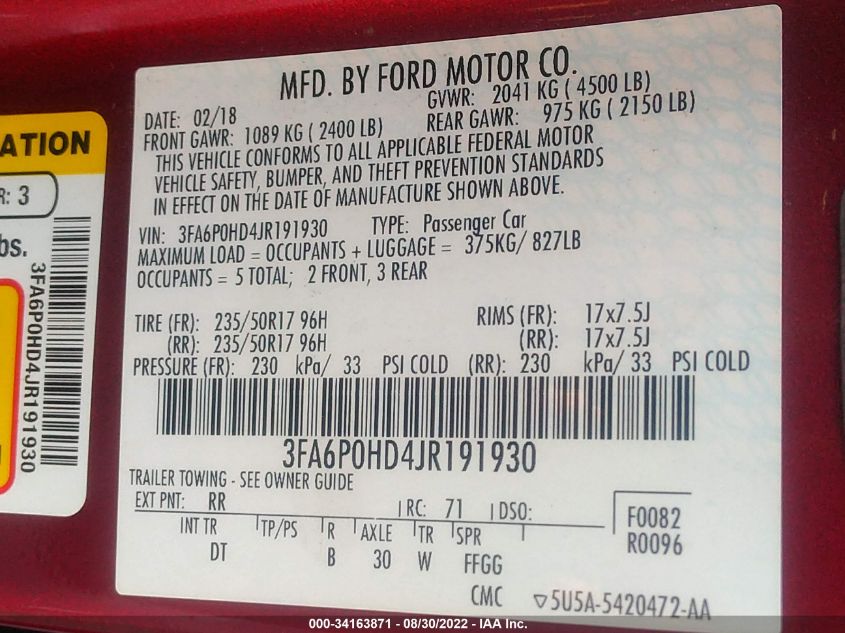 MFD. BY FORD MOTOR CO.
DATE: 02/18 GVWR: 2041 KG ( 4500 LB)
FRONT GAWR: 1089 KG ( 2400 LB) REAR GAWR: 975 KG ( 2150 LB)
THIS VEHICLE CONFORMS TO ALL APPLICABLE FEDERAL MOTOR
VEHICLE SAFETY, BUMPER, AND THEFT PREVENTION STANDARDS
IN EFFECT ON THE DATE OF MANUFACTURE SHOWN ABOVE.
VIN: 3FA6P0HD4JR191930 TYPE: Passenger Car
MAXIMUM LOAD = OCCUPANTS + LUGGAGE = 375KG/ 827LB
OCCUPANTS = 5 TOTAL; 2 FRONT, 3 REAR
TIRE (FR): 235/50R17 96H RIMS (FR): 17x7.5J
(RR): 235/50R17 96H (RR): 17x7.5J
PRESSURE (FR): 230 kPa/ 33 PSI COLD (RR): 230 kPa/ 33 PSI COLD
3FA6P0HD4JR191930
TRAILER TOWING - SEE OWNER GUIDE
EXT PNT: RR RC: 71 DSO:
F0082
R0096
INT TR TP/PS R AXLE TR SPR
DT B 30 W FFGG
CMC ▽5U5A-5420472-AA
ATION
R: 3
bs.
3FA6P0HD4JR191930
000-34163871 - 08/30/2022 - IAA Inc.